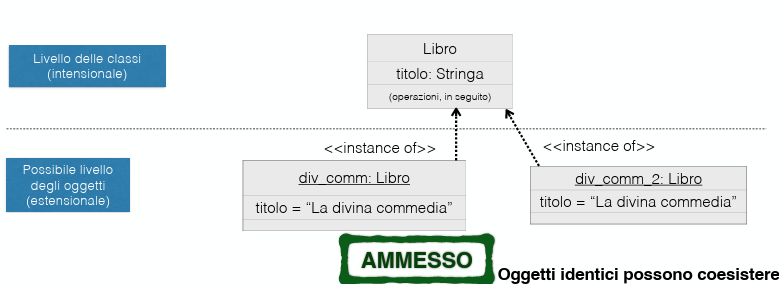 Livello delle classi
(intensionale)
Libro
titolo: Stringa
(operazioni, in seguito)
<<instance of>>
<<instance of>>
Possibile livello
degli oggetti
(estensionale)
div_comm: Libro
titolo = “La divina commedia”
div_comm_2: Libro
titolo = “La divina commedia”
AMMESSO
Oggetti identici possono coesistere